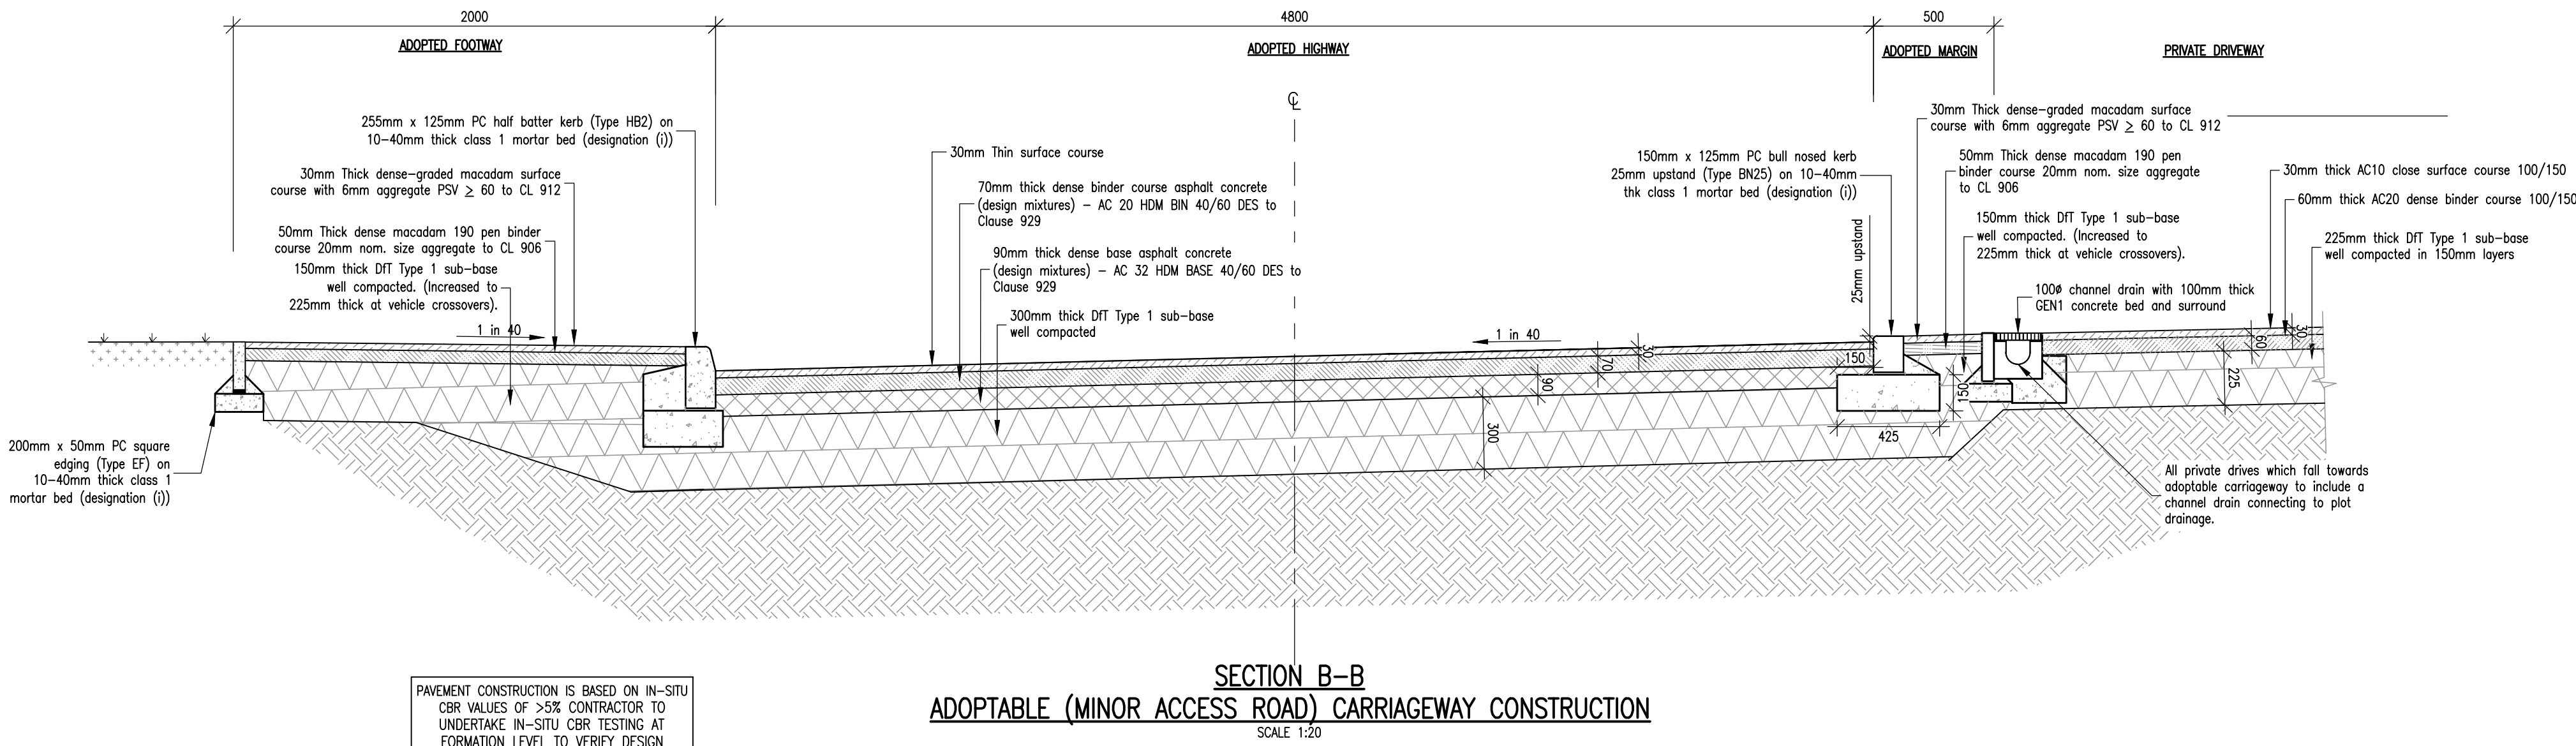 2000
4800
500
ADOPTED FOOTWAY
ADOPTED HIGHWAY
ADOPTED MARGIN
PRIVATE DRIVEWAY
255mm x 125mm PC half batter kerb (Type HB2) on
10-40mm thick class 1 mortar bed (designation (i))
30mm Thick dense-graded macadam surface
course with 6mm aggregate PSV ≥ 60 to CL 912
50mm Thick dense macadam 190 pen binder
course 20mm nom. size aggregate to CL 906
150mm thick DfT Type 1 sub-base
well compacted. (Increased to
225mm thick at vehicle crossovers).
1 in 40
200mm x 50mm PC square
edging (Type EF) on
10-40mm thick class 1
mortar bed (designation (i))
℄
30mm Thin surface course
70mm thick dense binder course asphalt concrete
(design mixtures) - AC 20 HDM BIN 40/60 DES to
Clause 929
90mm thick dense base asphalt concrete
(design mixtures) - AC 32 HDM BASE 40/60 DES to
Clause 929
300mm thick DfT Type 1 sub-base
well compacted
1 in 40
30
70
90
300
150mm x 125mm PC bull nosed kerb
25mm upstand (Type BN25) on 10-40mm
thk class 1 mortar bed (designation (i))
25mm upstand
150
425
150
30mm Thick dense-graded macadam surface
course with 6mm aggregate PSV ≥ 60 to CL 912
50mm Thick dense macadam 190 pen
binder course 20mm nom. size aggregate
to CL 906
150mm thick DfT Type 1 sub-base
well compacted. (Increased to
225mm thick at vehicle crossovers).
100ø channel drain with 100mm thick
GEN1 concrete bed and surround
30mm thick AC10 close surface course 100/150
60mm thick AC20 dense binder course 100/150
225mm thick DfT Type 1 sub-base
well compacted in 150mm layers
30
60
225
All private drives which fall towards
adoptable carriageway to include a
channel drain connecting to plot
drainage.
SECTION B-B
ADOPTABLE (MINOR ACCESS ROAD) CARRIAGEWAY CONSTRUCTION
SCALE 1:20
PAVEMENT CONSTRUCTION IS BASED ON IN-SITU
CBR VALUES OF >5% CONTRACTOR TO
UNDERTAKE IN-SITU CBR TESTING AT
FORMATION LEVEL TO VERIFY DESIGN